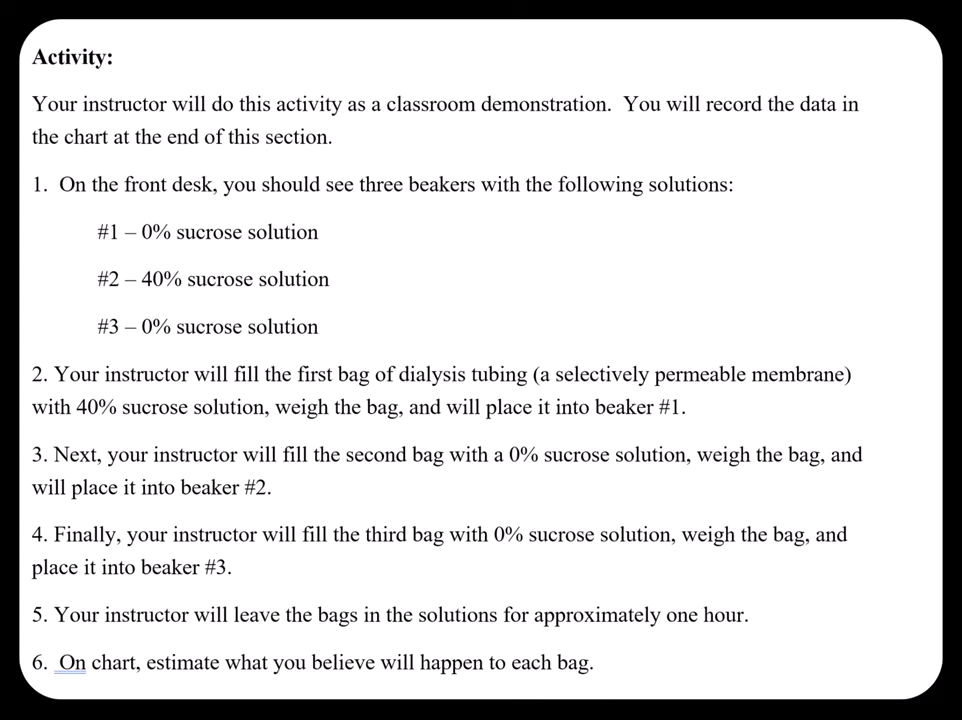 Activity:
Your instructor will do this activity as a classroom demonstration.  You will record the data in
the chart at the end of this section.
1.  On the front desk, you should see three beakers with the following solutions:
#1 – 0% sucrose solution
#2 – 40% sucrose solution
#3 – 0% sucrose solution
2. Your instructor will fill the first bag of dialysis tubing (a selectively permeable membrane)
with 40% sucrose solution, weigh the bag, and will place it into beaker #1.
3. Next, your instructor will fill the second bag with a 0% sucrose solution, weigh the bag, and
will place it into beaker #2.
4. Finally, your instructor will fill the third bag with 0% sucrose solution, weigh the bag, and
place it into beaker #3.
5. Your instructor will leave the bags in the solutions for approximately one hour.
6.  On chart, estimate what you believe will happen to each bag.